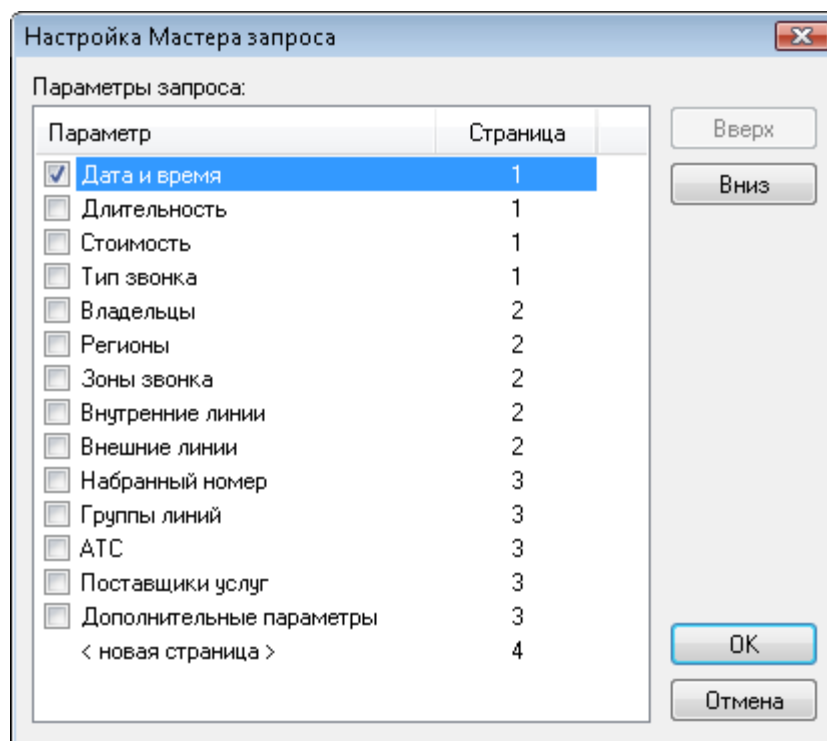 Настройка Мастера запроса
Параметры запроса:
Параметр Страница
Дата и время 1
Длительность 1
Стоимость 1
Тип звонка 1
Владельцы 2
Регионы 2
Зоны звонка 2
Внутренние линии 2
Внешние линии 2
Набранный номер 3
Группы линий 3
АТС 3
Поставщики услуг 3
Дополнительные параметры 3
< новая страница > 4
Вверх
Вниз
OK
Отмена